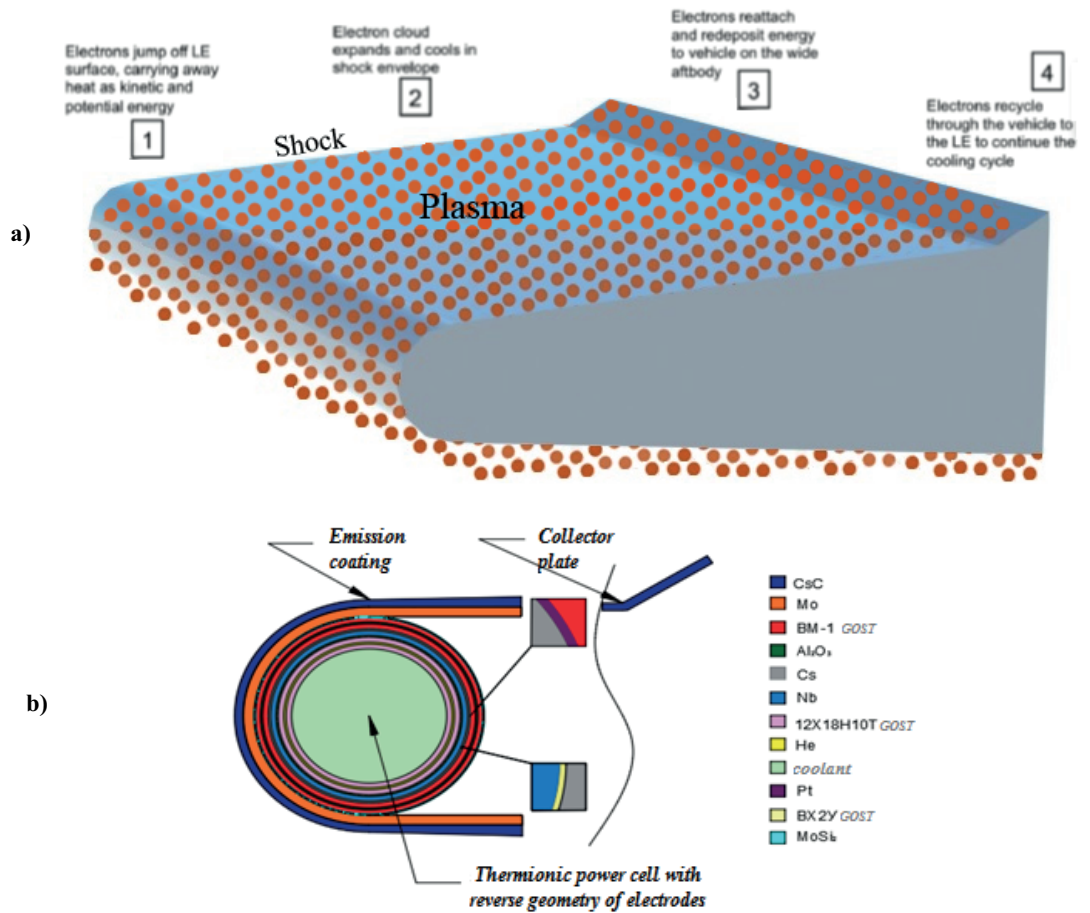 Electrons jump off LE
surface, carrying away
heat as kinetic and
potential energy
1
Electron cloud
expands and cools in
shock envelope
2
Electrons reattach
and redeposit energy
to vehicle on the wide
aftbody
3
4
Electrons recycle
through the vehicle to
the LE to continue the
cooling cycle
Shock
Plasma
a)
Emission
coating
Collector
plate
b)
CsC
Mo
BM-1 GOST
Al₂O₃
Cs
Nb
12X18H10T GOST
He
coolant
Pt
BX2У GOST
MoSi₂
Thermionic power cell with
reverse geometry of electrodes